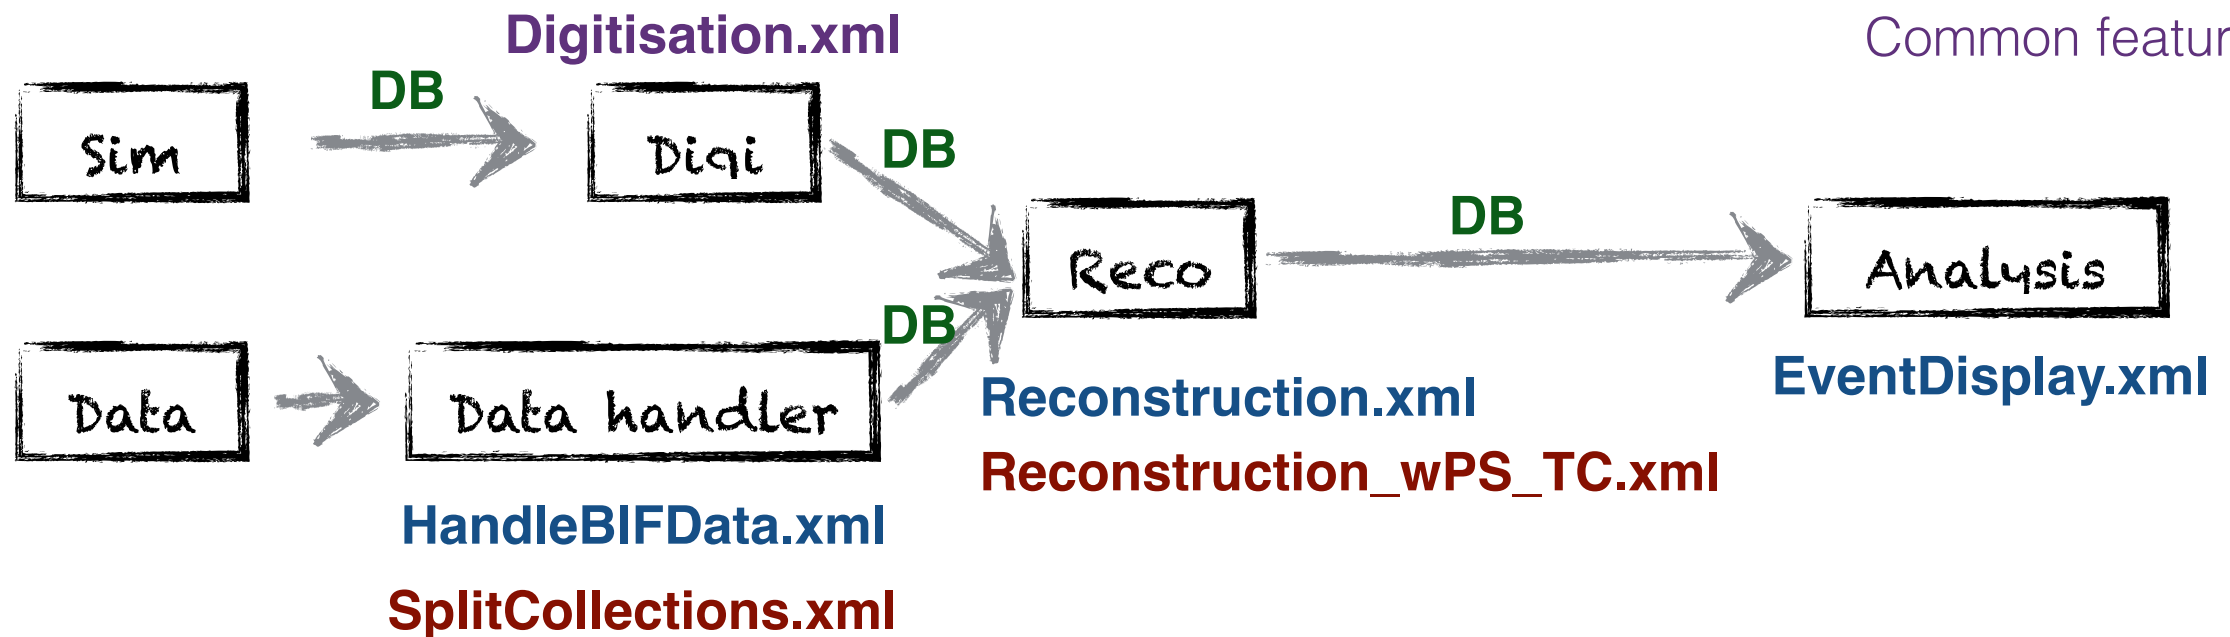 Digitisation.xml
Common featur
DB
Sim
Digi
DB
DB
Reco
Analysis
DB
Data
Data handler
Reconstruction.xml
EventDisplay.xml
Reconstruction_wPS_TC.xml
HandleBIFData.xml
SplitCollections.xml